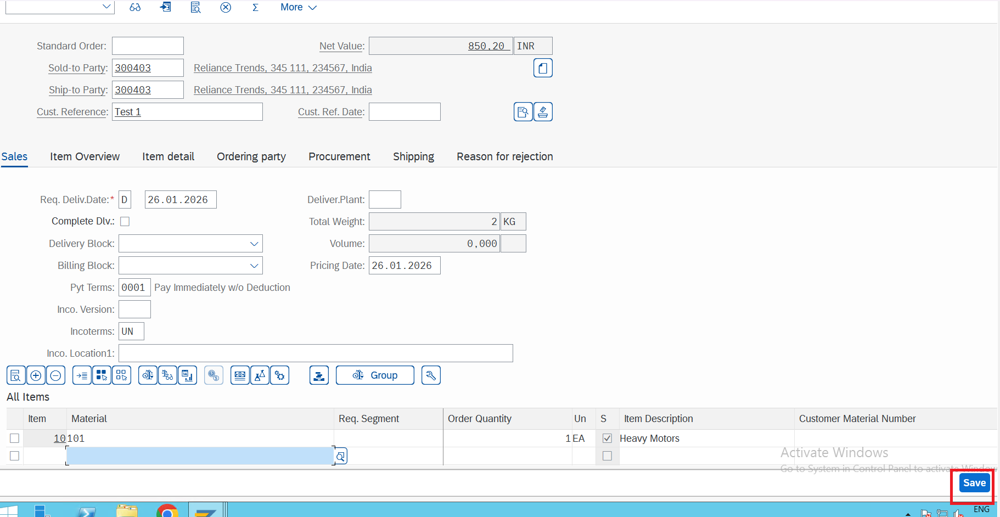 More
Standard Order:
Net Value: 850,20 INR
Sold-to Party: 300403 Reliance Trends, 345 111, 234567, India
Ship-to Party: 300403 Reliance Trends, 345 111, 234567, India
Cust. Reference: Test 1 Cust. Ref. Date:
Sales Item Overview Item detail Ordering party Procurement Shipping Reason for rejection
Req. Deliv.Date:* D 26.01.2026 Deliver.Plant:
Complete Dlv.: Total Weight: 2 KG
Delivery Block: Volume: 0,000
Billing Block: Pricing Date: 26.01.2026
Pyt Terms: 0001 Pay Immediately w/o Deduction
Inco. Version:
Incoterms: UN
Inco. Location1:
Group
All Items
Item Material Req. Segment Order Quantity Un S Item Description Customer Material Number
10 101 1 EA Heavy Motors
Activate Windows
Go to System in Control Panel to activate Window
Save
ENG